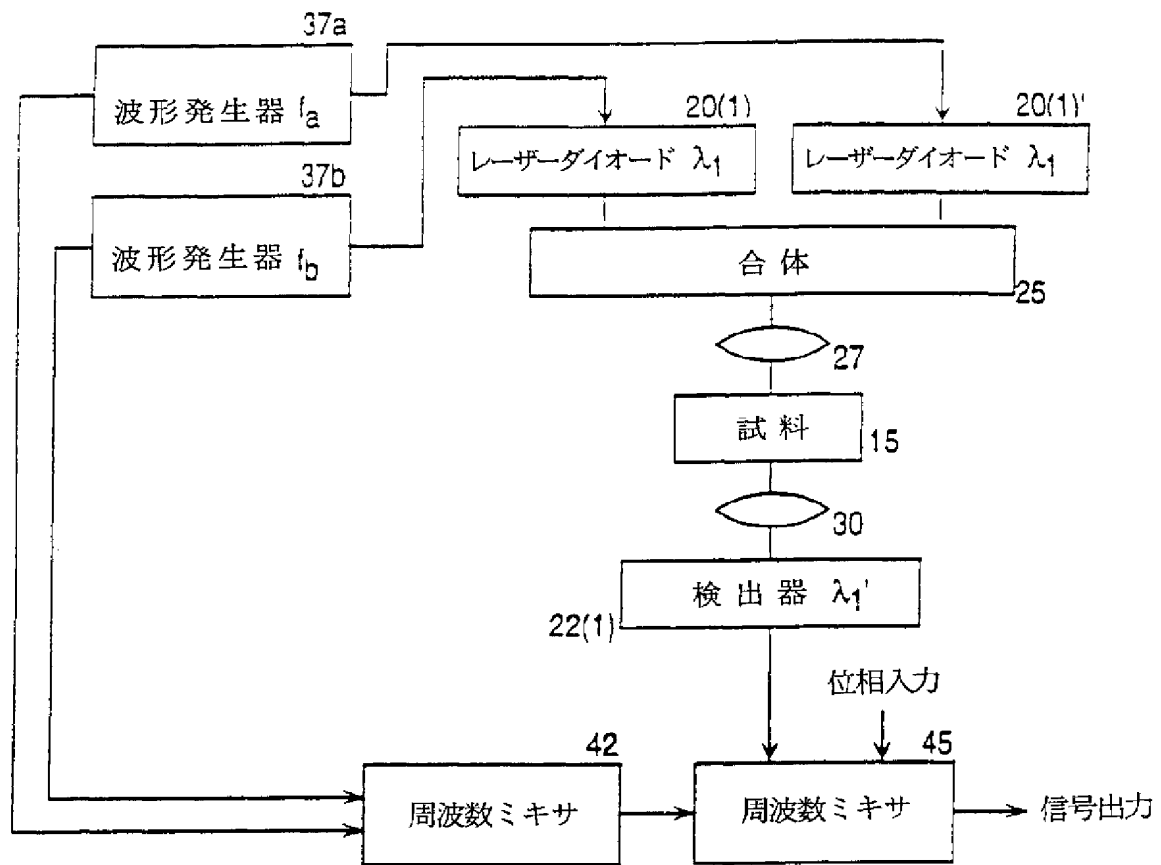 37a
波形発生器 fa
37b
波形発生器 fb
20(1)
レーザーダイオード λ1
20(1)'
レーザーダイオード λ1
合体
25
27
試料
15
30
検出器 λ1'
22(1)
位相入力
42
周波数ミキサ
45
周波数ミキサ
信号出力